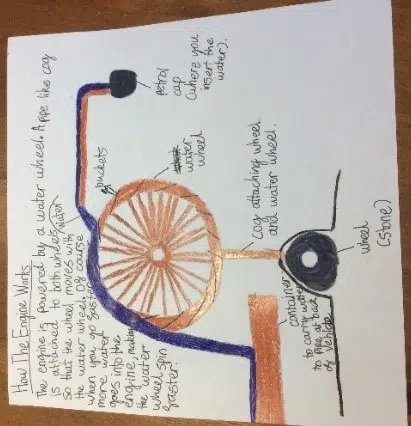 How The Engine Works
The engine is powered by a water wheel. A pipe like cog
is attached to both wheels
so that the wheel moves with
the water wheel. Of course
when you go faster
more water
goes into the
engine, making
the water
wheel spin
faster.
water
buckets
petrol
cap
(where you
insert the
water).
water
wheel
Cog attaching wheel
and water wheel.
container
to carry water
to pipe at
back
of vehicle
wheel
(stone)